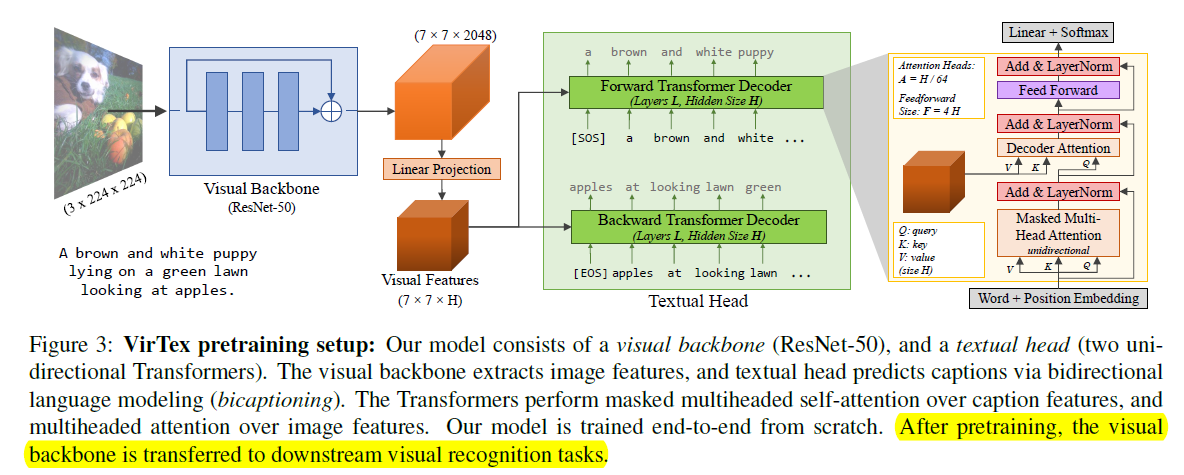 (3 x 224 x 224)
A brown and white puppy
lying on a green lawn
looking at apples.
Visual Backbone
(ResNet-50)
(7 × 7 × 2048)
Linear Projection
Visual Features
(7 × 7 × H)
a brown and white puppy
Forward Transformer Decoder
(Layers L, Hidden Size H)
[SOS] a brown and white ...
apples at looking lawn green
Backward Transformer Decoder
(Layers L, Hidden Size H)
[EOS] apples at looking lawn ...
Textual Head
Linear + Softmax
Attention Heads:
A = H / 64
Feedforward
Size: F = 4 H
Add & LayerNorm
Feed Forward
Add & LayerNorm
Decoder Attention
V K Q
Add & LayerNorm
Masked Multi-
Head Attention
unidirectional
Q: query
K: key
V: value
(size H)
V K Q
Word + Position Embedding
Figure 3: VirTex pretraining setup: Our model consists of a visual backbone (ResNet-50), and a textual head (two uni-
directional Transformers). The visual backbone extracts image features, and textual head predicts captions via bidirectional
language modeling (bicaptioning). The Transformers perform masked multiheaded self-attention over caption features, and
multiheaded attention over image features. Our model is trained end-to-end from scratch. After pretraining, the visual
backbone is transferred to downstream visual recognition tasks.